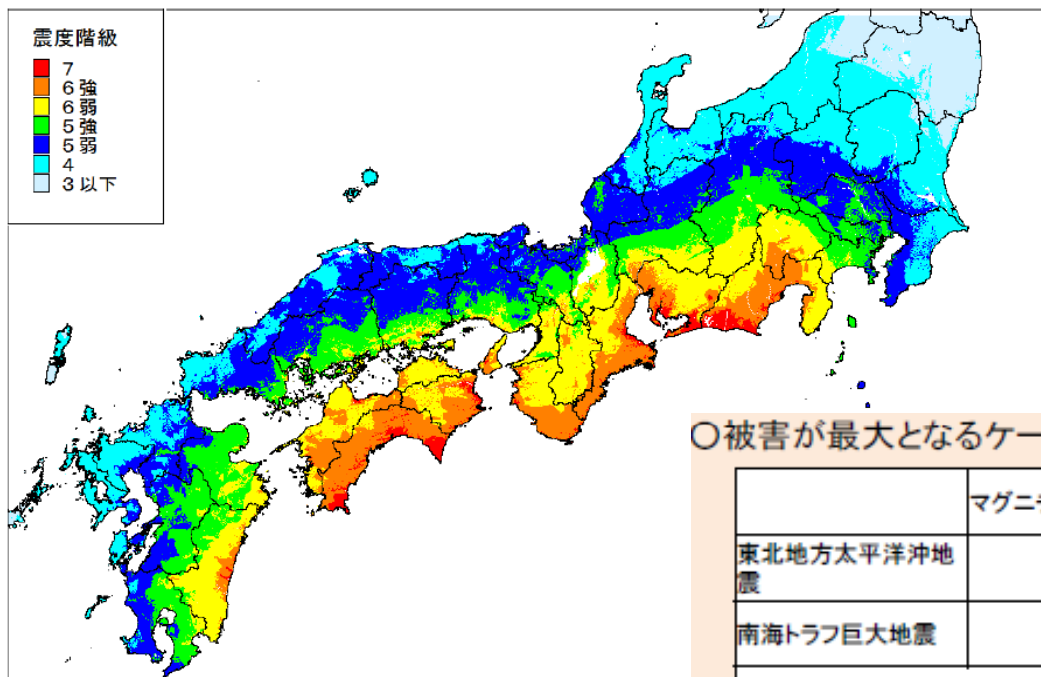 震度階級
7
6強
6弱
5強
5弱
4
3以下
〇被害が最大となるケー
マグニ
東北地方太平洋沖地
震
南海トラフ巨大地震